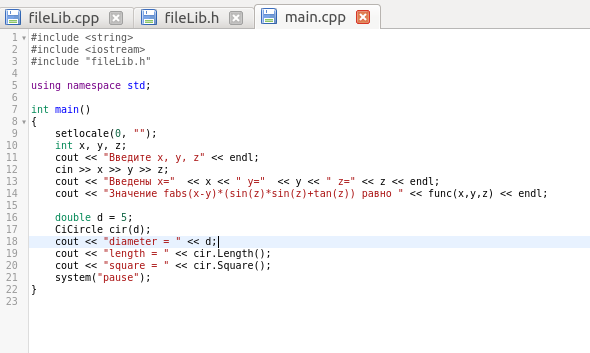 fileLib.cpp fileLib.h main.cpp
1 #include <string>
2 #include <iostream>
3 #include "fileLib.h"
4
5 using namespace std;
6
7 int main()
8 {
9 setlocale(0, "");
10 int x, y, z;
11 cout << "Введите x, y, z" << endl;
12 cin >> x >> y >> z;
13 cout << "Введены x="  << x << " y="  << y << " z=" << z << endl;
14 cout << "Значение fabs(x-y)*(sin(z)*sin(z)+tan(z)) равно " << func(x,y,z) << endl;
15
16 double d = 5;
17 CiCircle cir(d);
18 cout << "diameter = " << d;
19 cout << "length = " << cir.Length();
20 cout << "square = " << cir.Square();
21 system("pause");
22 }
23